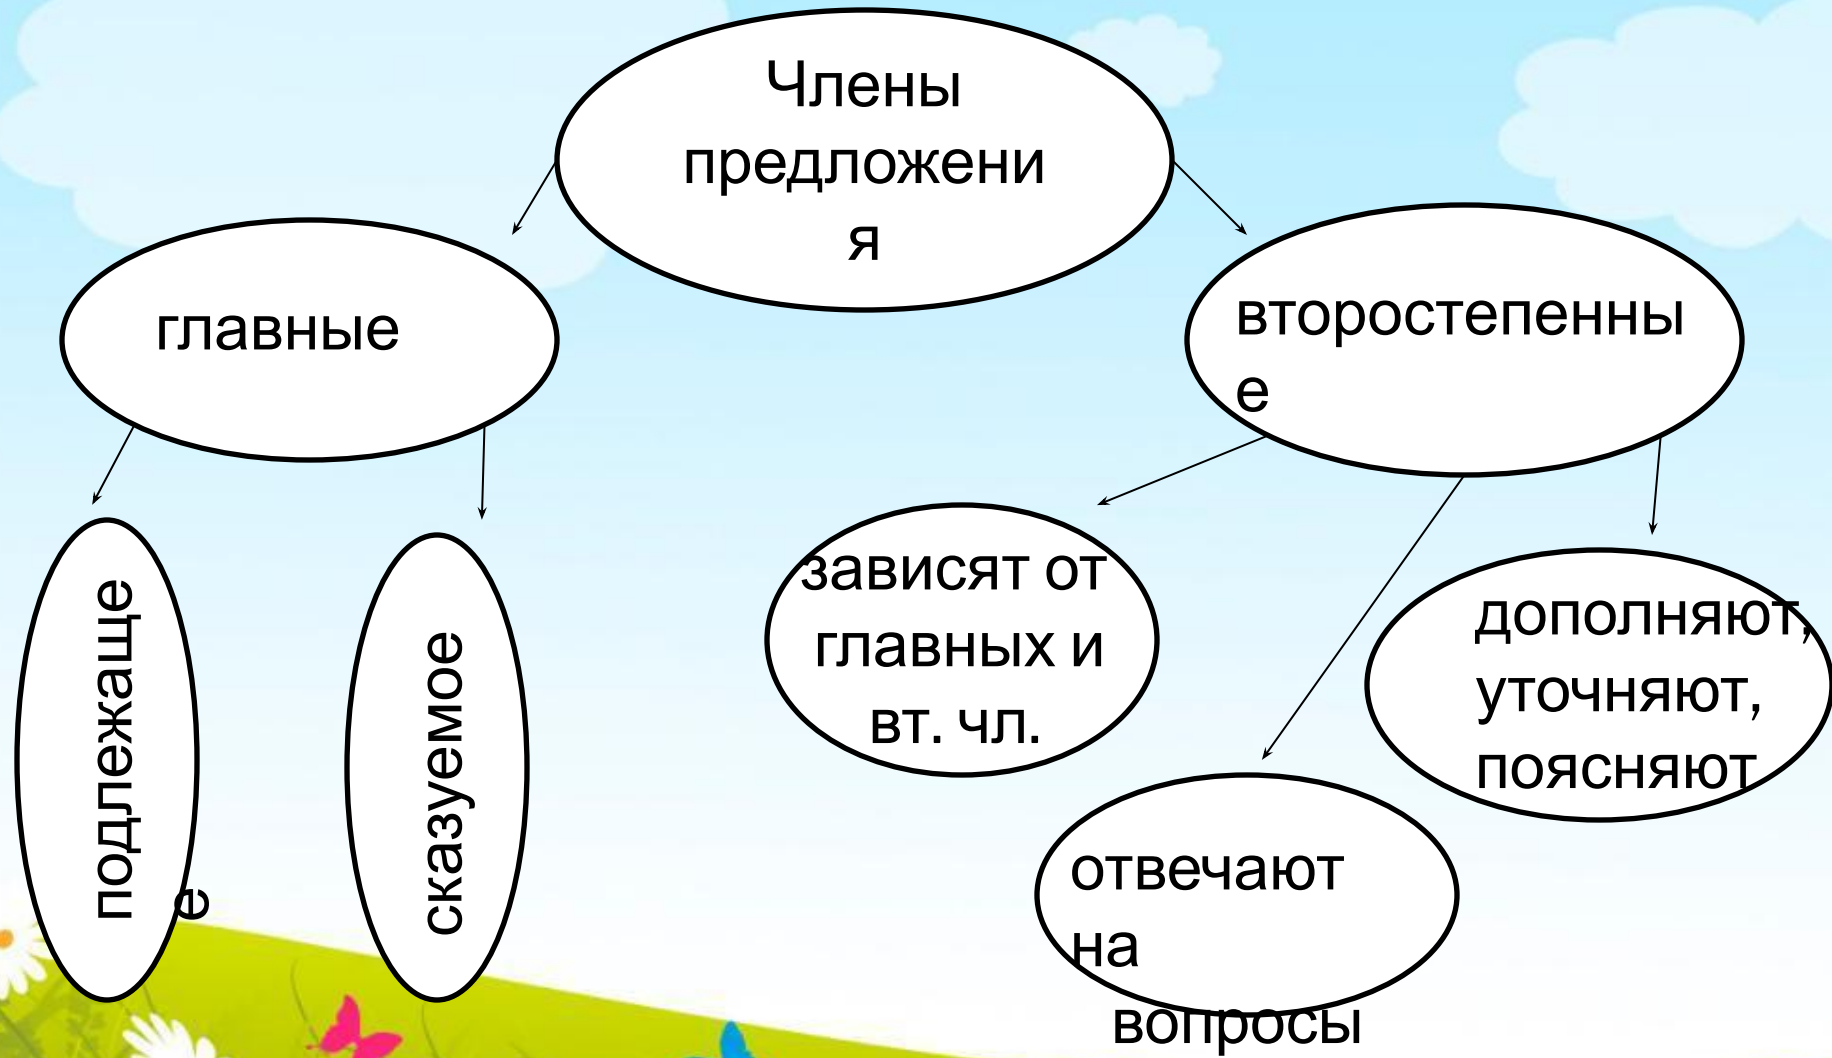 Члены
предложени
я
главные
второстепенны
е
подлежаще
е
сказуемое
зависят от
главных и
вт. чл.
дополняют,
уточняют,
поясняют
отвечают
на
вопросы